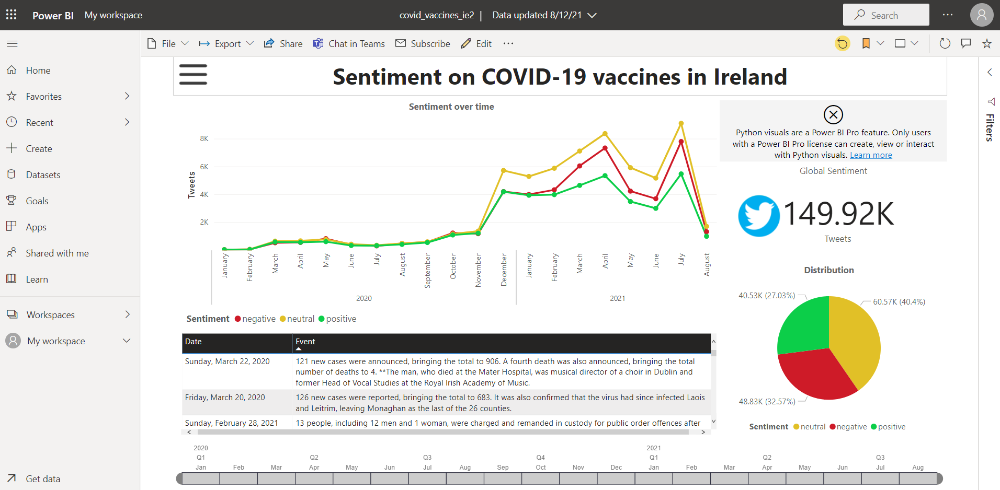 Power BI
My workspace
covid_vaccines_ie2 | Data updated 8/12/21
Search
File
Export
Share
Chat in Teams
Subscribe
Edit
Home
Favorites
Recent
Create
Datasets
Goals
Apps
Shared with me
Learn
Workspaces
My workspace
Get data
Sentiment on COVID-19 vaccines in Ireland
Filters
Sentiment over time
8K
6K
4K
2K
Tweets
January
February
March
April
May
June
July
August
September
October
November
December
January
February
March
April
May
June
July
August
2020
2021
Sentiment negative neutral positive
Python visuals are a Power BI Pro feature. Only users
with a Power BI Pro license can create, view or interact
with Python visuals. Learn more
Global Sentiment
149.92K
Tweets
Distribution
40.53K (27.03%)
60.57K (40.4%)
48.83K (32.57%)
Sentiment neutral negative positive
Date Event
Sunday, March 22, 2020 121 new cases were announced, bringing the total to 906. A fourth death was also announced, bringing the total
number of deaths to 4. **The man, who died at the Mater Hospital, was musical director of a choir in Dublin and
former Head of Vocal Studies at the Royal Irish Academy of Music.
Friday, March 20, 2020 126 new cases were reported, bringing the total to 683. It was also confirmed that the virus had since infected Laois
and Leitrim, leaving Monaghan as the last of the 26 counties.
Sunday, February 28, 2021 13 people, including 12 men and 1 woman, were charged and remanded in custody for public order offences after
2020 2021
Q1 Q2 Q3 Q4 Q1 Q2 Q3
Jan Feb Mar Apr May Jun Jul Aug Sep Oct Nov Dec Jan Feb Mar Apr May Jun Jul Aug